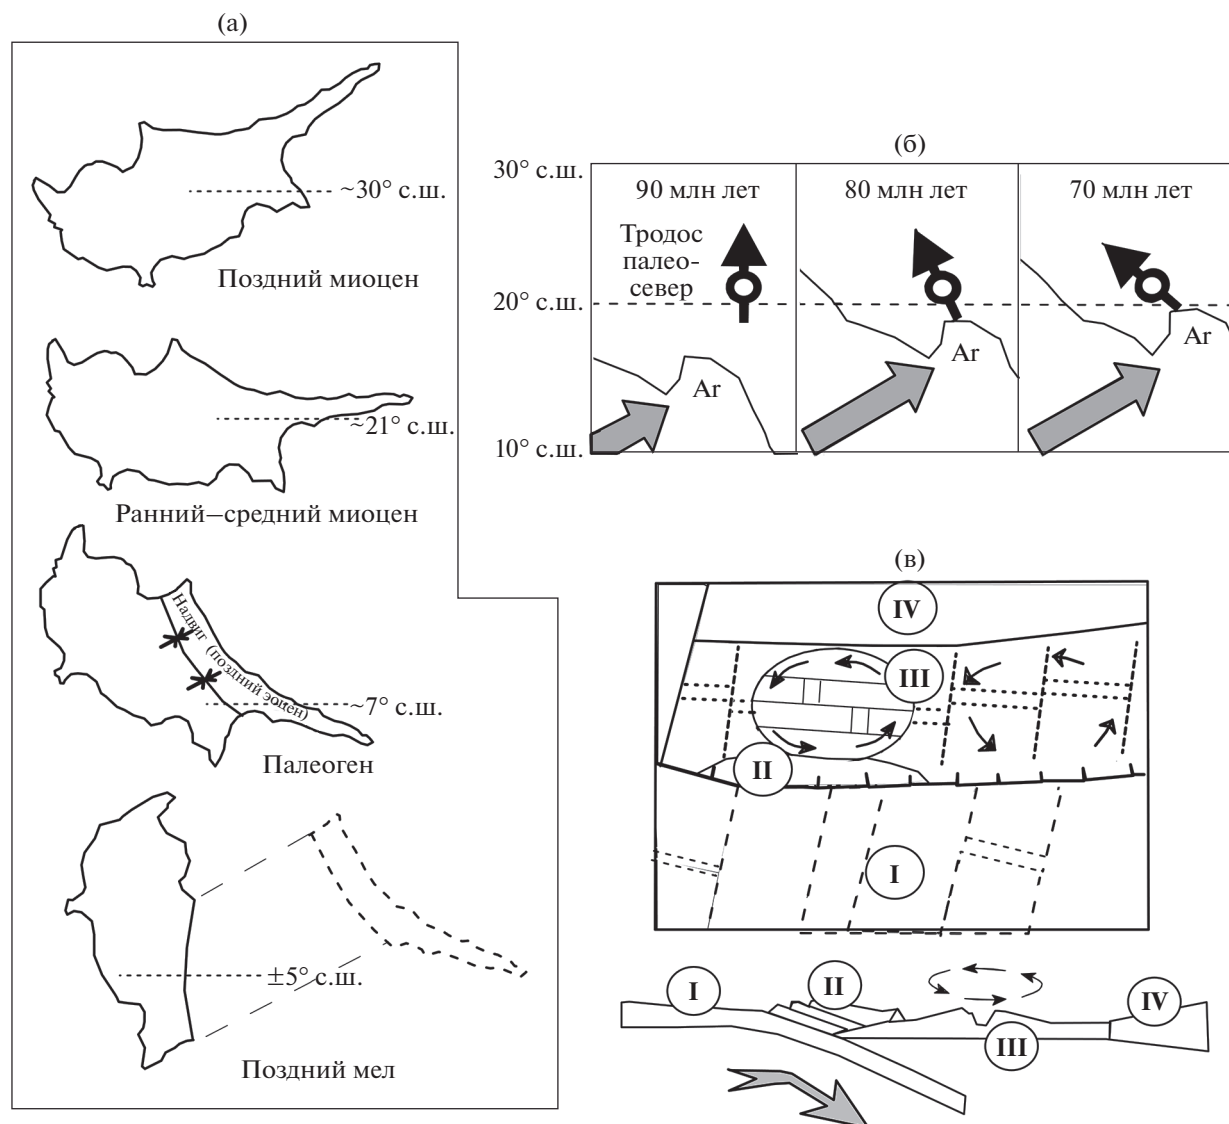 (а)
~30° с.ш.
Поздний миоцен
~21° с.ш.
Ранний–средний миоцен
Надвиг (поздний эоцен)
~7° с.ш.
Палеоген
±5° с.ш.
Поздний мел
(б)
30° с.ш.
20° с.ш.
10° с.ш.
90 млн лет
80 млн лет
70 млн лет
Тродос
палео-
север
Ar
Ar
Ar
(в)
IV
III
II
I
I
II
III
IV